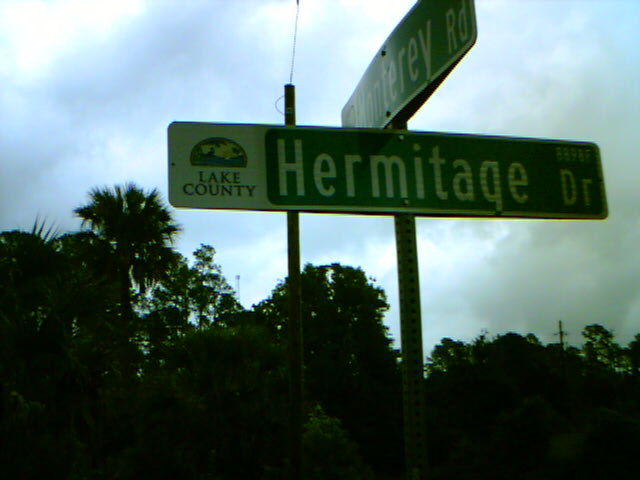 Monterey Rd
LAKE
COUNTY
Hermitage Dr